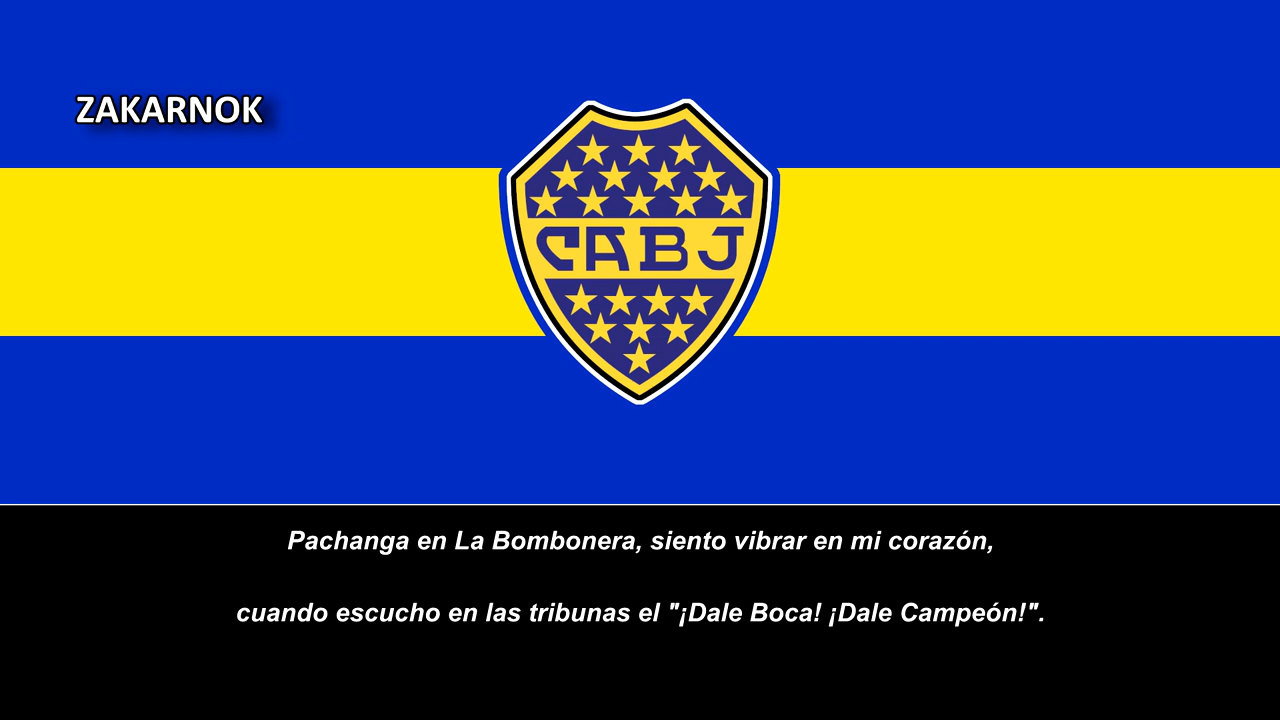 ZAKARNOK
CABJ
Pachanga en La Bombonera, siento vibrar en mi corazón,
cuando escucho en las tribunas el "¡Dale Boca! ¡Dale Campeón!".